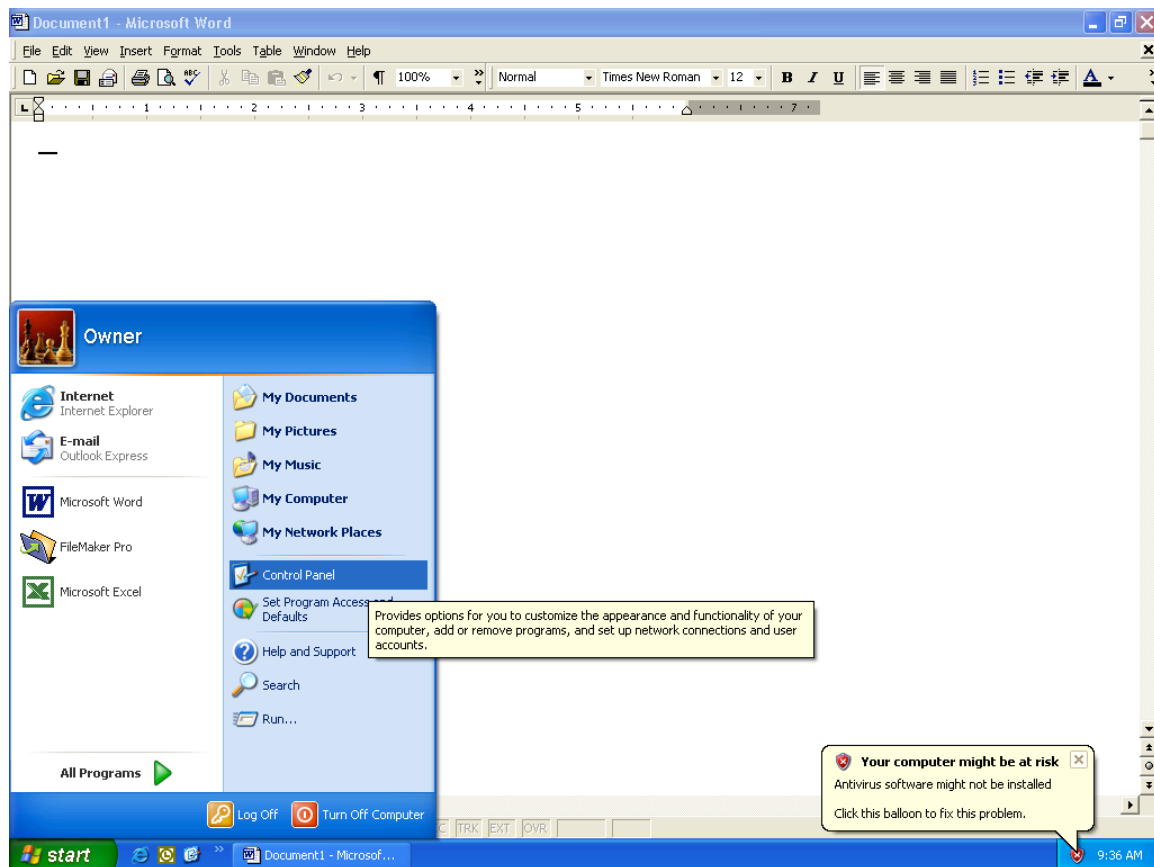 Document1 - Microsoft Word
File Edit View Insert Format Tools Table Window Help
100% Normal Times New Roman 12 B I U A
1 2 3 4 5 7
Owner
Internet
Internet Explorer
E-mail
Outlook Express
Microsoft Word
FileMaker Pro
Microsoft Excel
All Programs
My Documents
My Pictures
My Music
My Computer
My Network Places
Control Panel
Set Program Access and
Defaults
Help and Support
Search
Run...
Provides options for you to customize the appearance and functionality of your
computer, add or remove programs, and set up network connections and user
accounts.
Log Off Turn Off Computer
TRK EXT OVR
Your computer might be at risk
Antivirus software might not be installed
Click this balloon to fix this problem.
start Document1 - Microsof... 9:36 AM